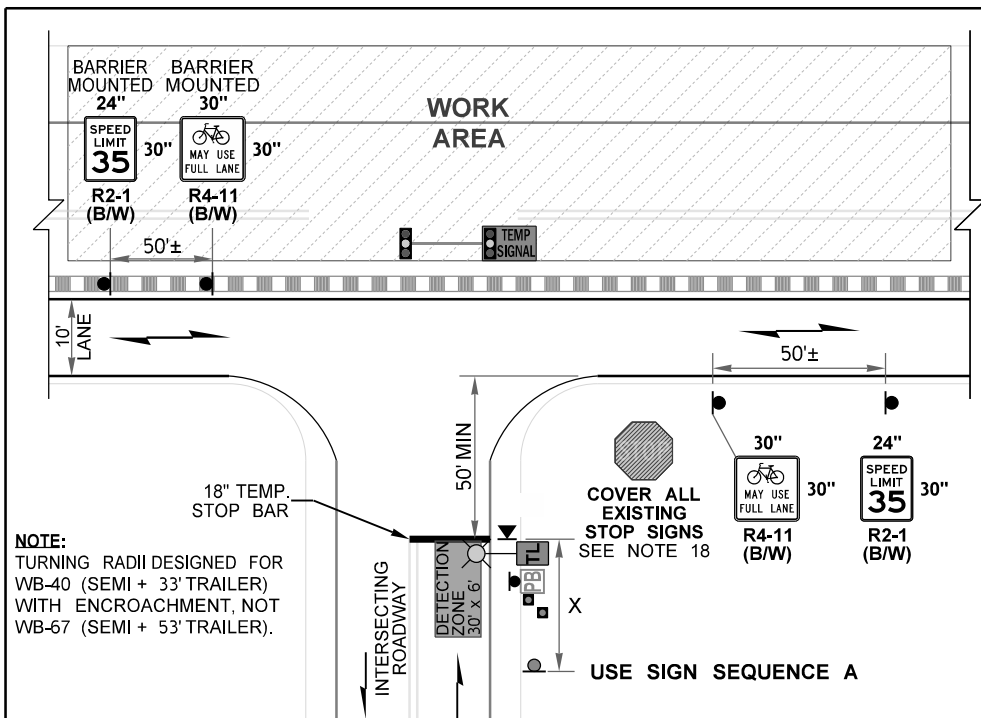 BARRIER
MOUNTED
24"
SPEED
LIMIT
35
30"
R2-1
(B/W)
BARRIER
MOUNTED
30"
MAY USE
FULL LANE
30"
R4-11
(B/W)
WORK
AREA
50'±
TEMP
SIGNAL
10'
LANE
50'±
50' MIN
STOP
COVER ALL
EXISTING
STOP SIGNS
SEE NOTE 18
30"
MAY USE
FULL LANE
30"
R4-11
(B/W)
24"
SPEED
LIMIT
35
30"
R2-1
(B/W)
18" TEMP.
STOP BAR
NOTE:
TURNING RADII DESIGNED FOR
WB-40 (SEMI + 33' TRAILER)
WITH ENCROACHMENT, NOT
WB-67 (SEMI + 53' TRAILER).
INTERSECTING
ROADWAY
DETECTION
ZONE
30' x 6'
TL
PB
X
USE SIGN SEQUENCE A